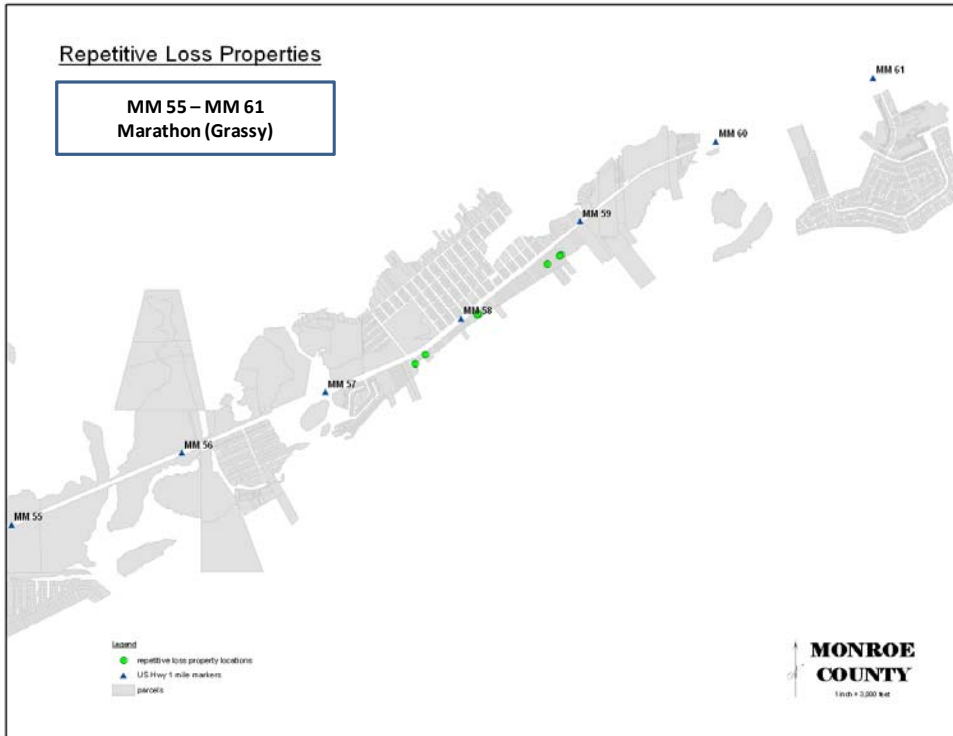 Repetitive Loss Properties
MM 55 – MM 61
Marathon (Grassy)
MM 61
MM 60
MM 59
MM 58
MM 57
MM 56
MM 55
Legend
repetitive loss property locations
US Hwy 1 mile markers
parcels
MONROE
COUNTY
1 inch = 3,000 feet